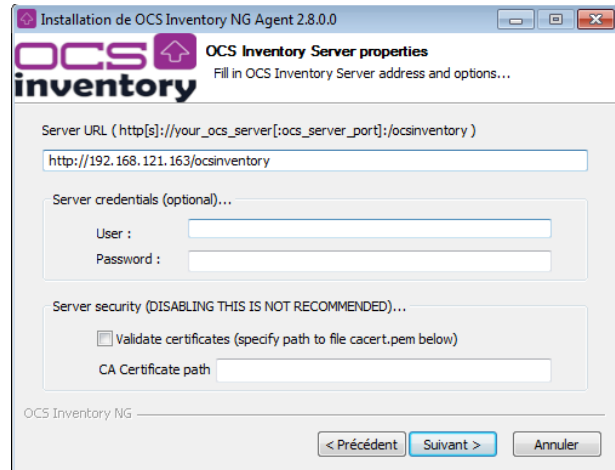 Installation de OCS Inventory NG Agent 2.8.0.0
OCS
inventory
OCS Inventory Server properties
Fill in OCS Inventory Server address and options...
Server URL ( http[s]://your_ocs_server[:ocs_server_port]:/ocsinventory )
http://192.168.121.163/ocsinventory
Server credentials (optional)...
User :
Password :
Server security (DISABLING THIS IS NOT RECOMMENDED)...
Validate certificates (specify path to file cacert.pem below)
CA Certificate path
OCS Inventory NG
< Précédent Suivant > Annuler